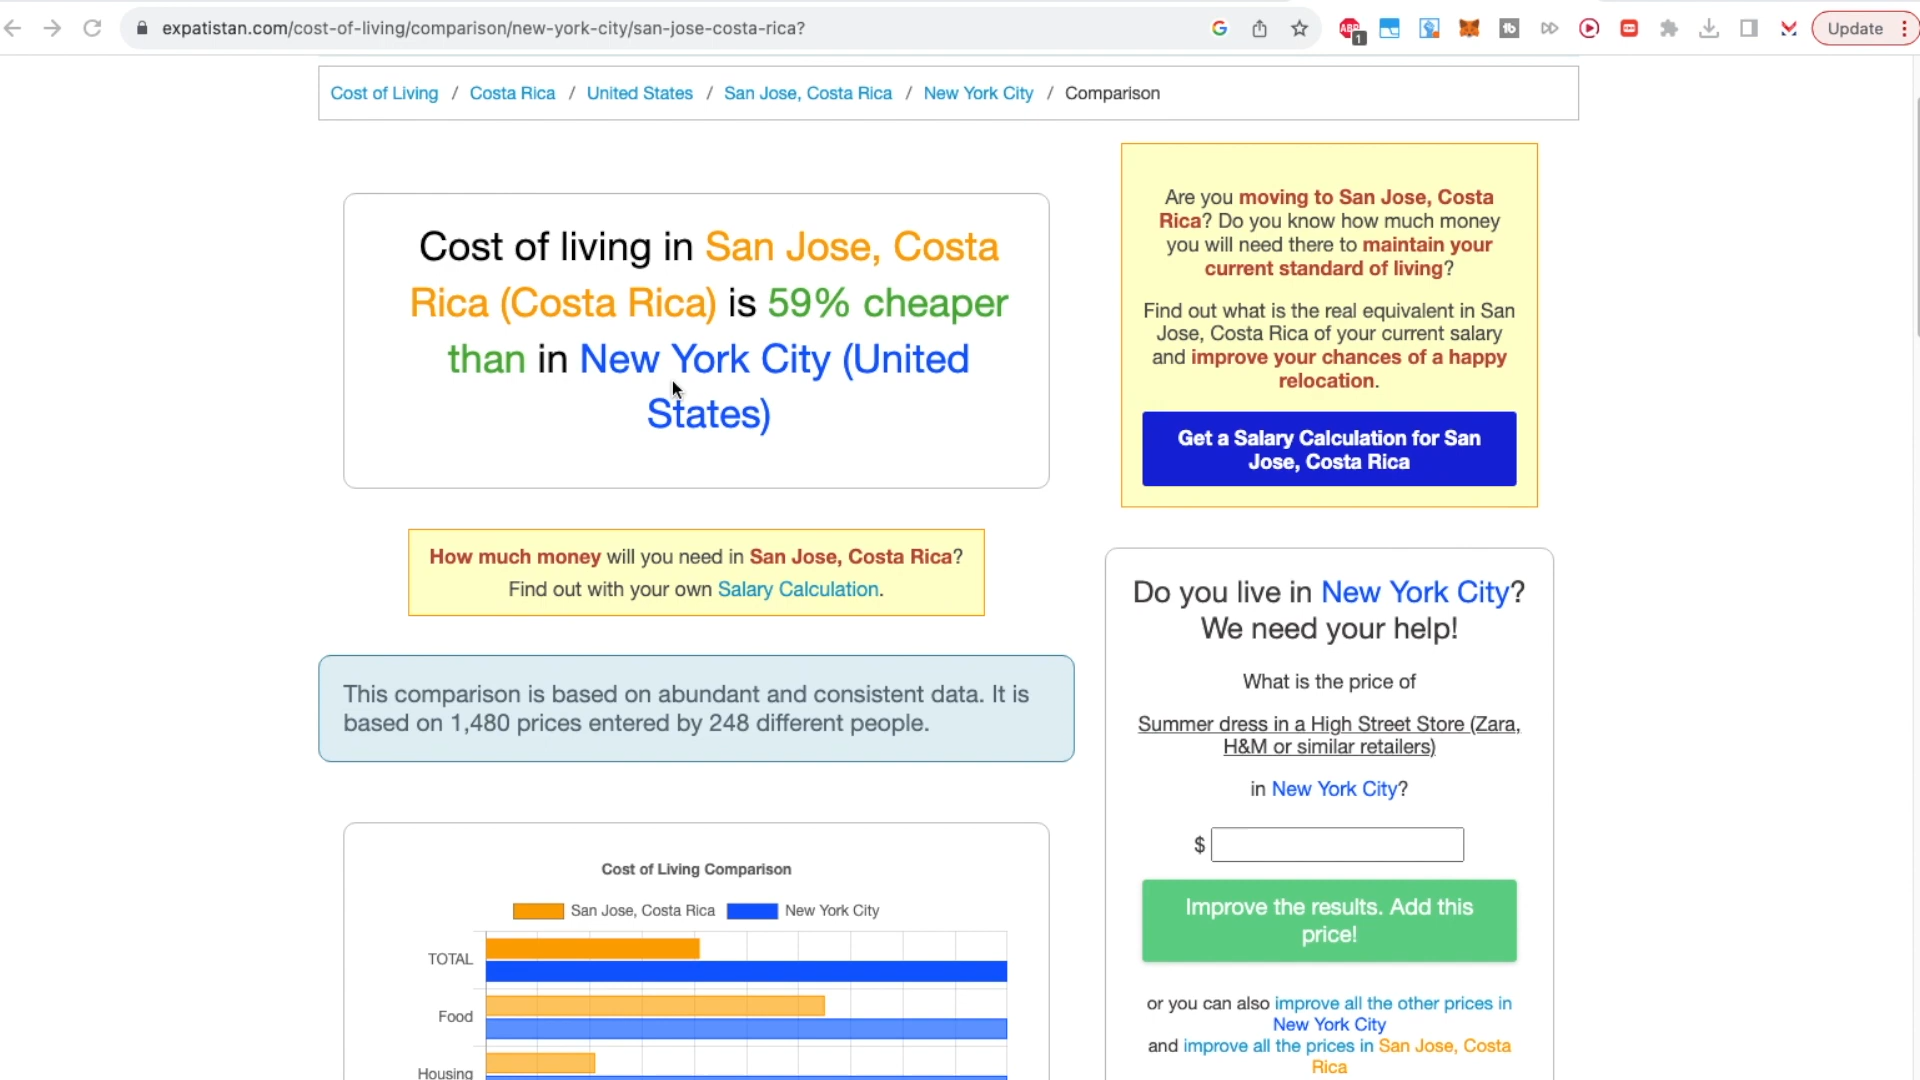 expatistan.com/cost-of-living/comparison/new-york-city/san-jose-costa-rica?
ABP
1
tb
Update
Cost of Living / Costa Rica / United States / San Jose, Costa Rica / New York City / Comparison
Cost of living in San Jose, Costa
Rica (Costa Rica) is 59% cheaper
than in New York City (United
States)
How much money will you need in San Jose, Costa Rica?
Find out with your own Salary Calculation.
This comparison is based on abundant and consistent data. It is
based on 1,480 prices entered by 248 different people.
Cost of Living Comparison
San Jose, Costa Rica
New York City
TOTAL
Food
Housing
Are you moving to San Jose, Costa
Rica? Do you know how much money
you will need there to maintain your
current standard of living?
Find out what is the real equivalent in San
Jose, Costa Rica of your current salary
and improve your chances of a happy
relocation.
Get a Salary Calculation for San
Jose, Costa Rica
Do you live in New York City?
We need your help!
What is the price of
Summer dress in a High Street Store (Zara,
H&M or similar retailers)
in New York City?
$
Improve the results. Add this
price!
or you can also improve all the other prices in
New York City
and improve all the prices in San Jose, Costa
Rica